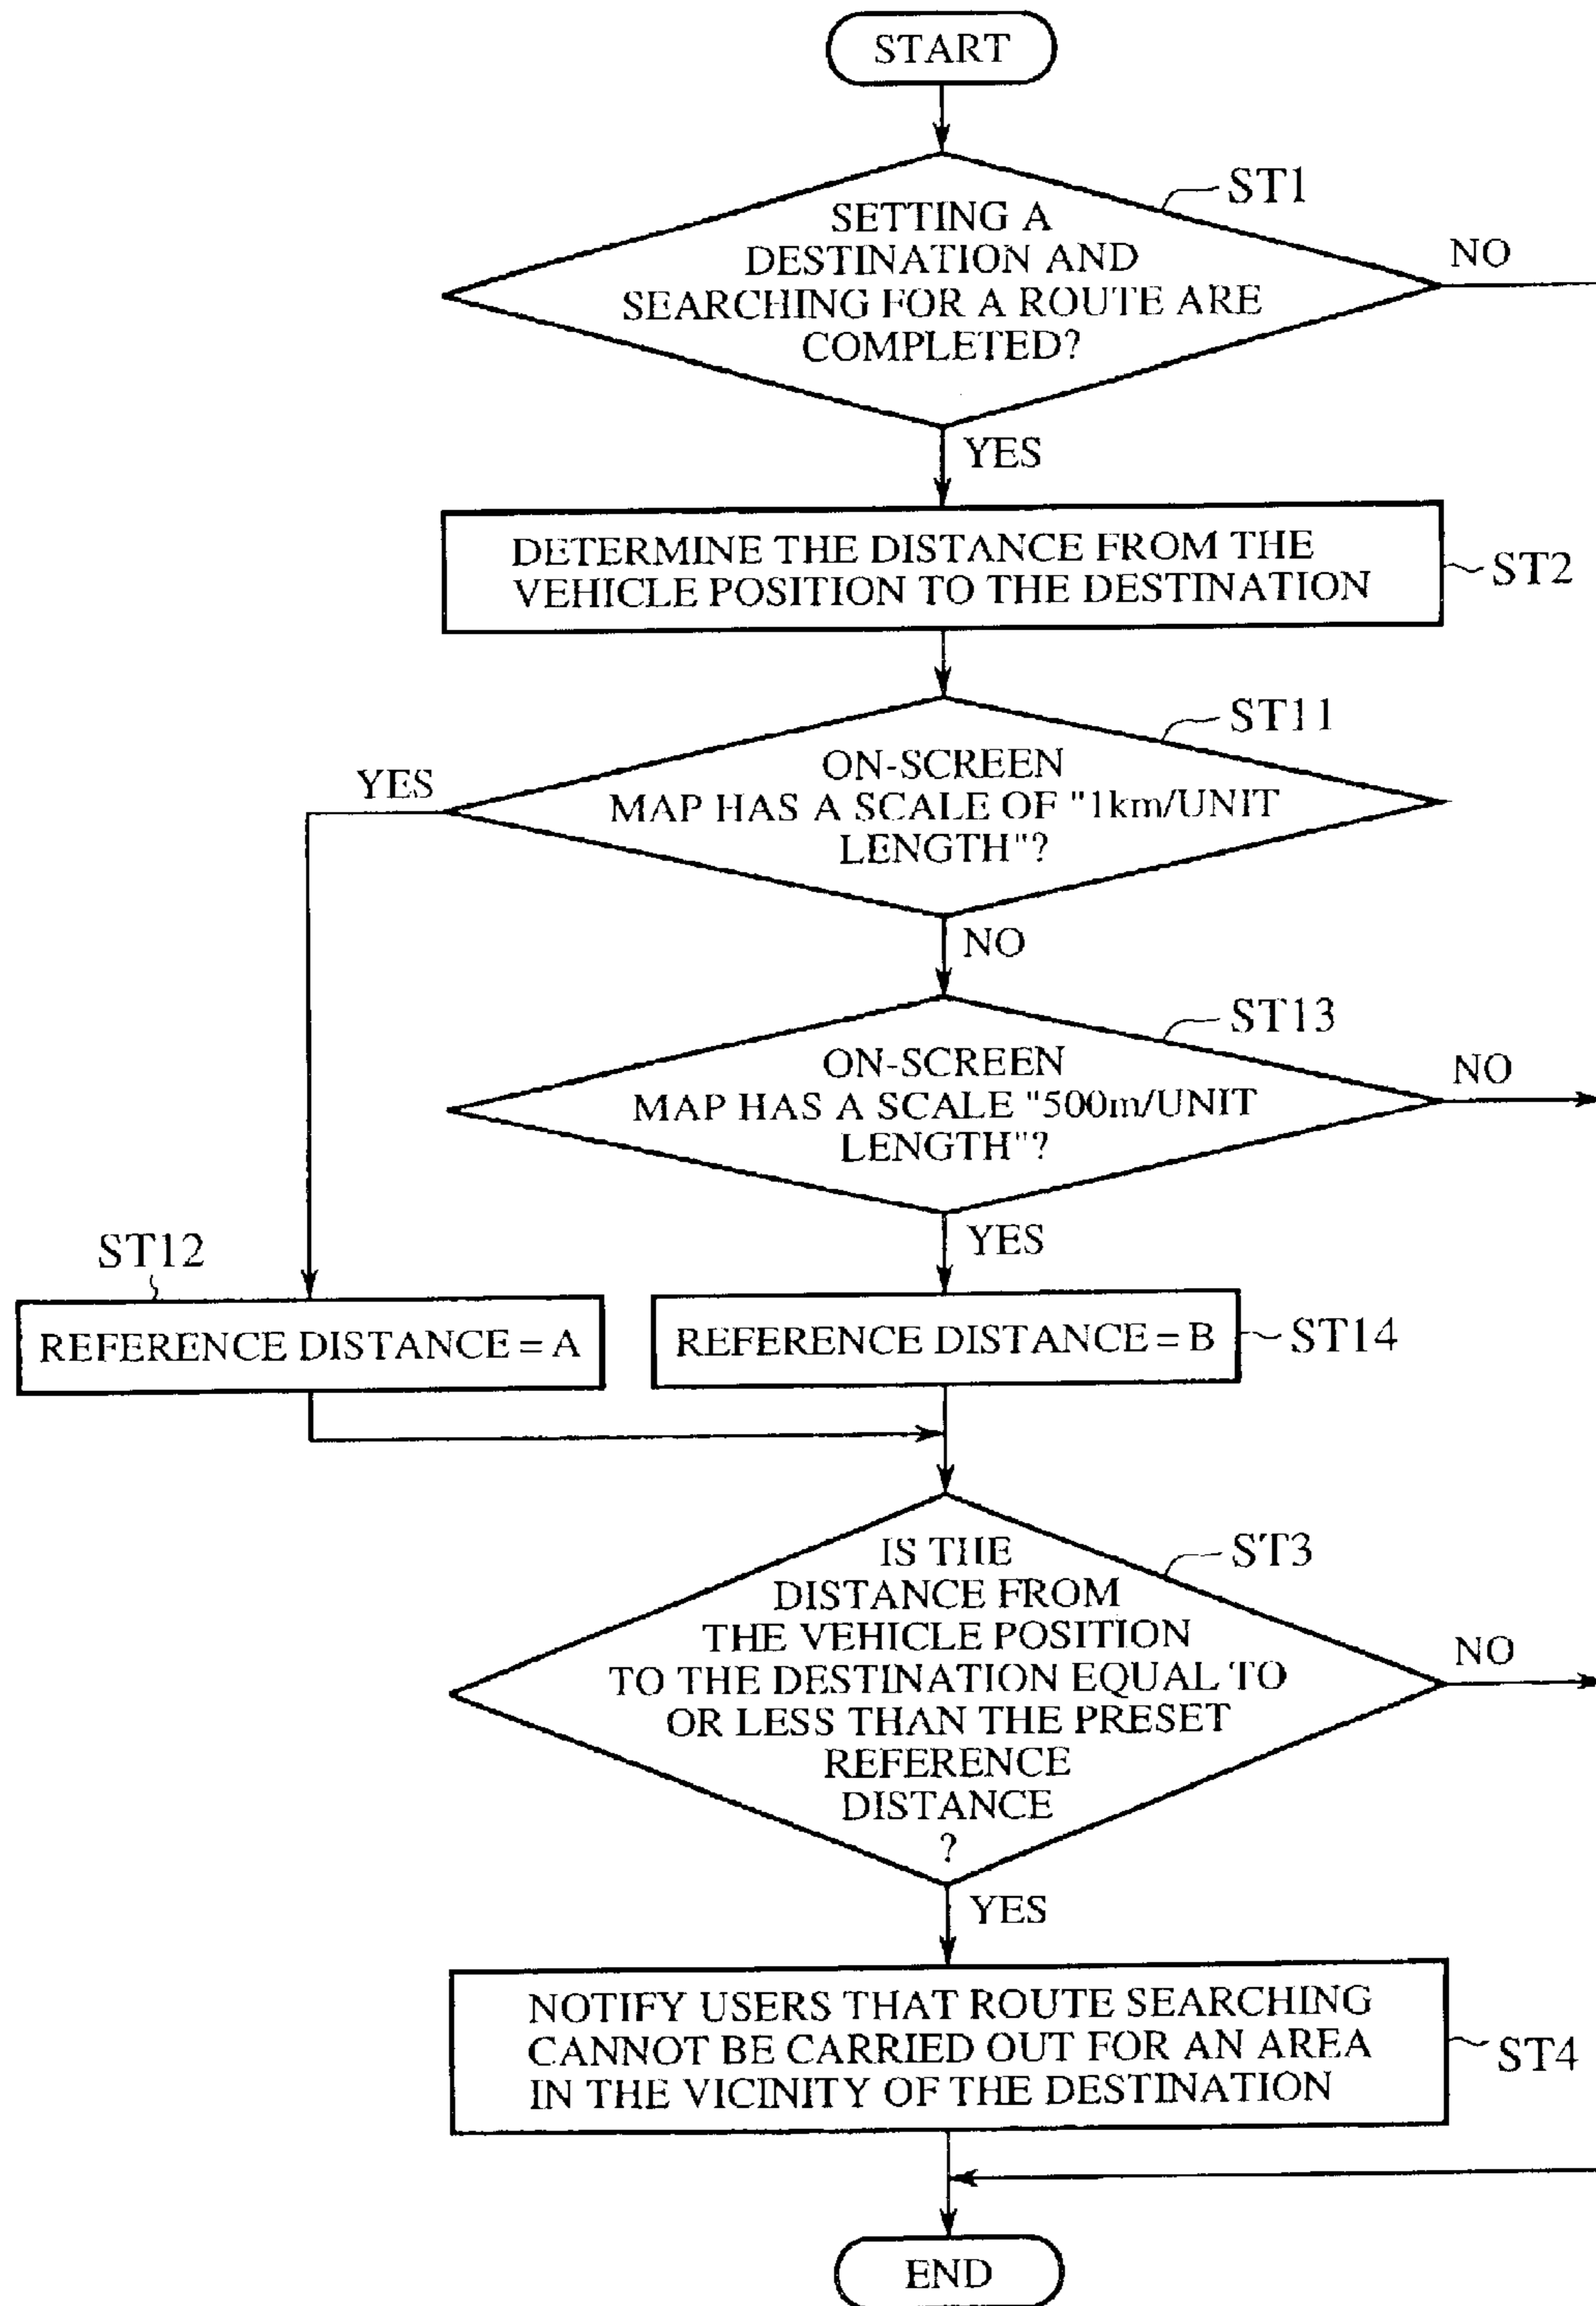 START
ST1
SETTING A
DESTINATION AND
SEARCHING FOR A ROUTE ARE
COMPLETED?
NO
YES
DETERMINE THE DISTANCE FROM THE
VEHICLE POSITION TO THE DESTINATION
ST2
ST11
YES
ON-SCREEN
MAP HAS A SCALE OF "1km/UNIT
LENGTH"?
NO
ST13
ON-SCREEN
MAP HAS A SCALE "500m/UNIT
LENGTH"?
NO
YES
ST12
REFERENCE DISTANCE = A
REFERENCE DISTANCE = B
ST14
ST3
IS THE
DISTANCE FROM
THE VEHICLE POSITION
TO THE DESTINATION EQUAL TO
OR LESS THAN THE PRESET
REFERENCE
DISTANCE
?
NO
YES
NOTIFY USERS THAT ROUTE SEARCHING
CANNOT BE CARRIED OUT FOR AN AREA
IN THE VICINITY OF THE DESTINATION
ST4
END